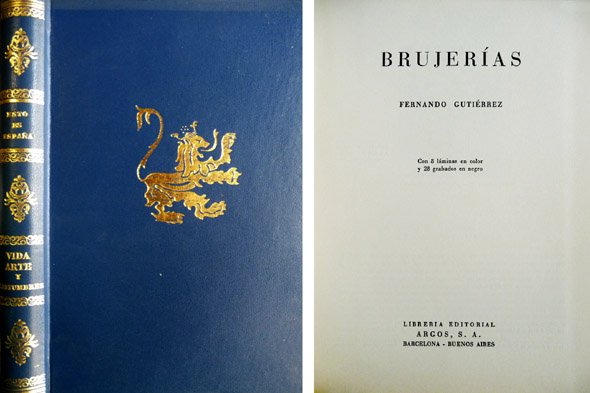 ESTO
ES
ESPAÑA
VIDA
ARTE
Y
COSTUMBRES
BRUJERÍAS
FERNANDO GUTIÉRREZ
Con 8 láminas en color
y 28 grabados en negro
LIBRERIA EDITORIAL
ARGOS, S. A.
BARCELONA - BUENOS AIRES